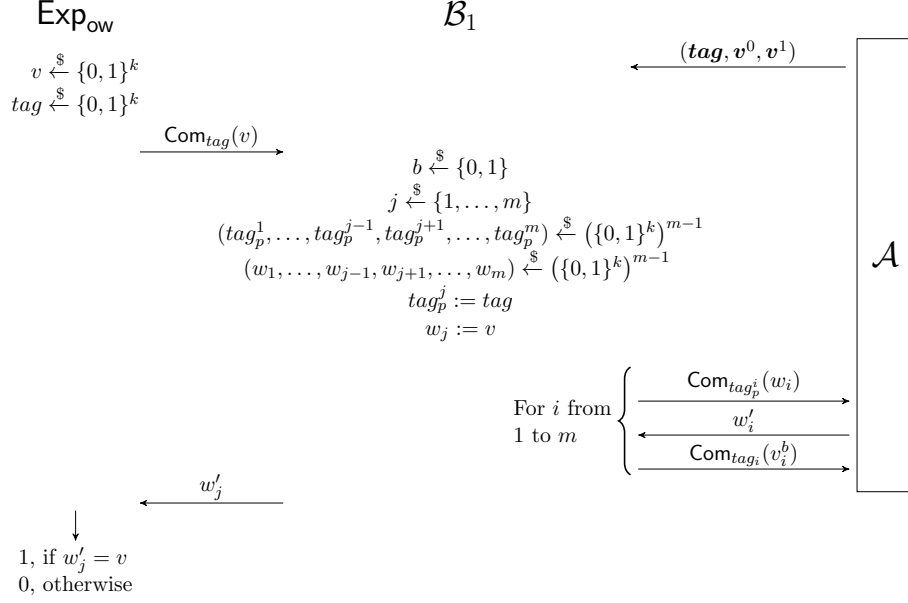 Exp_ow
B_1
(tag, v^0, v^1)
v ←$ {0,1}^k
tag ←$ {0,1}^k
Com_tag(v)
b ←$ {0,1}
j ←$ {1,...,m}
(tag_p^1,...,tag_p^{j-1},tag_p^{j+1},...,tag_p^m) ←$ ({0,1}^k)^{m-1}
(w_1,...,w_{j-1},w_{j+1},...,w_m) ←$ ({0,1}^k)^{m-1}
tag_p^j := tag
w_j := v
A
For i from
1 to m
Com_{tag_p^i}(w_i)
w'_i
Com_{tag_i}(v_i^b)
w'_j
1, if w'_j = v
0, otherwise